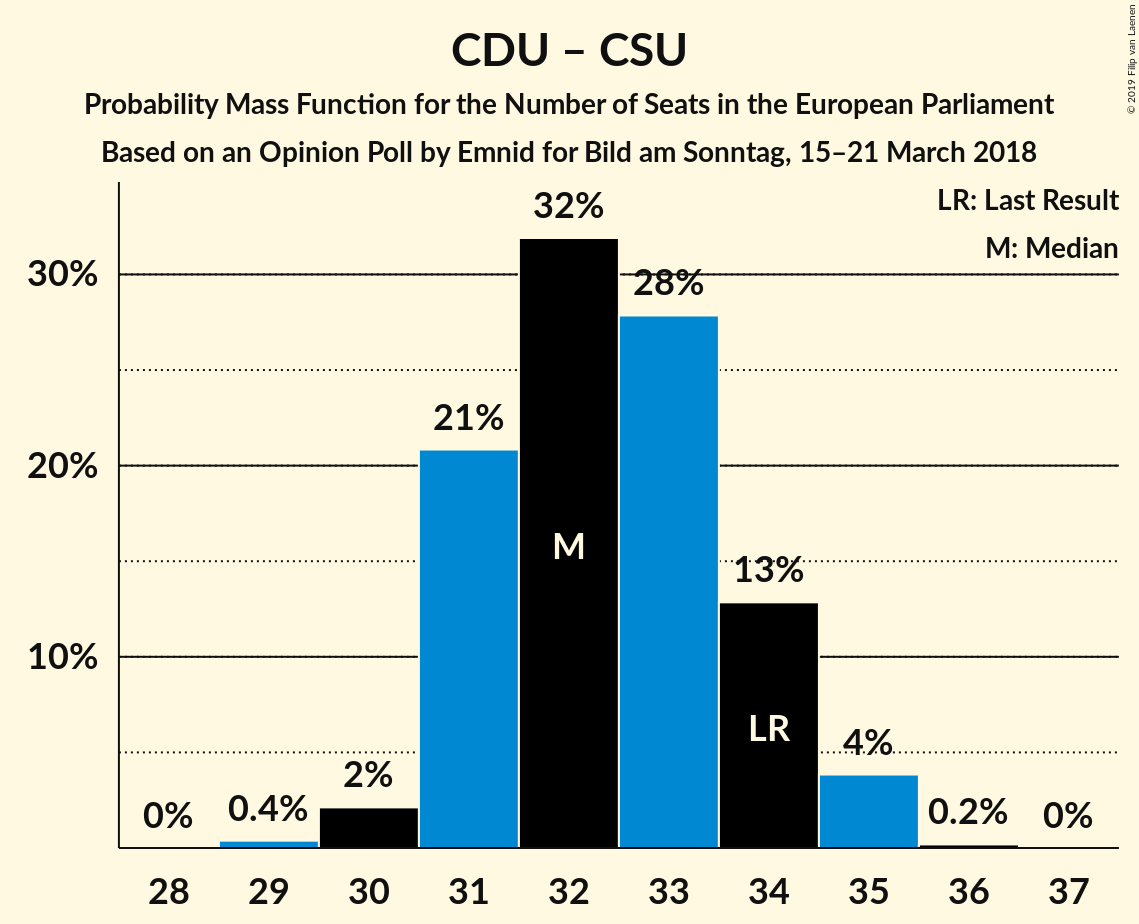 CDU – CSU
Probability Mass Function for the Number of Seats in the European Parliament
Based on an Opinion Poll by Emnid for Bild am Sonntag, 15–21 March 2018
© 2019 Filip van Laenen
LR: Last Result
M: Median
30%
20%
10%
0%
0.4%
2%
21%
32%
28%
13%
4%
0.2%
0%
M
LR
28 29 30 31 32 33 34 35 36 37